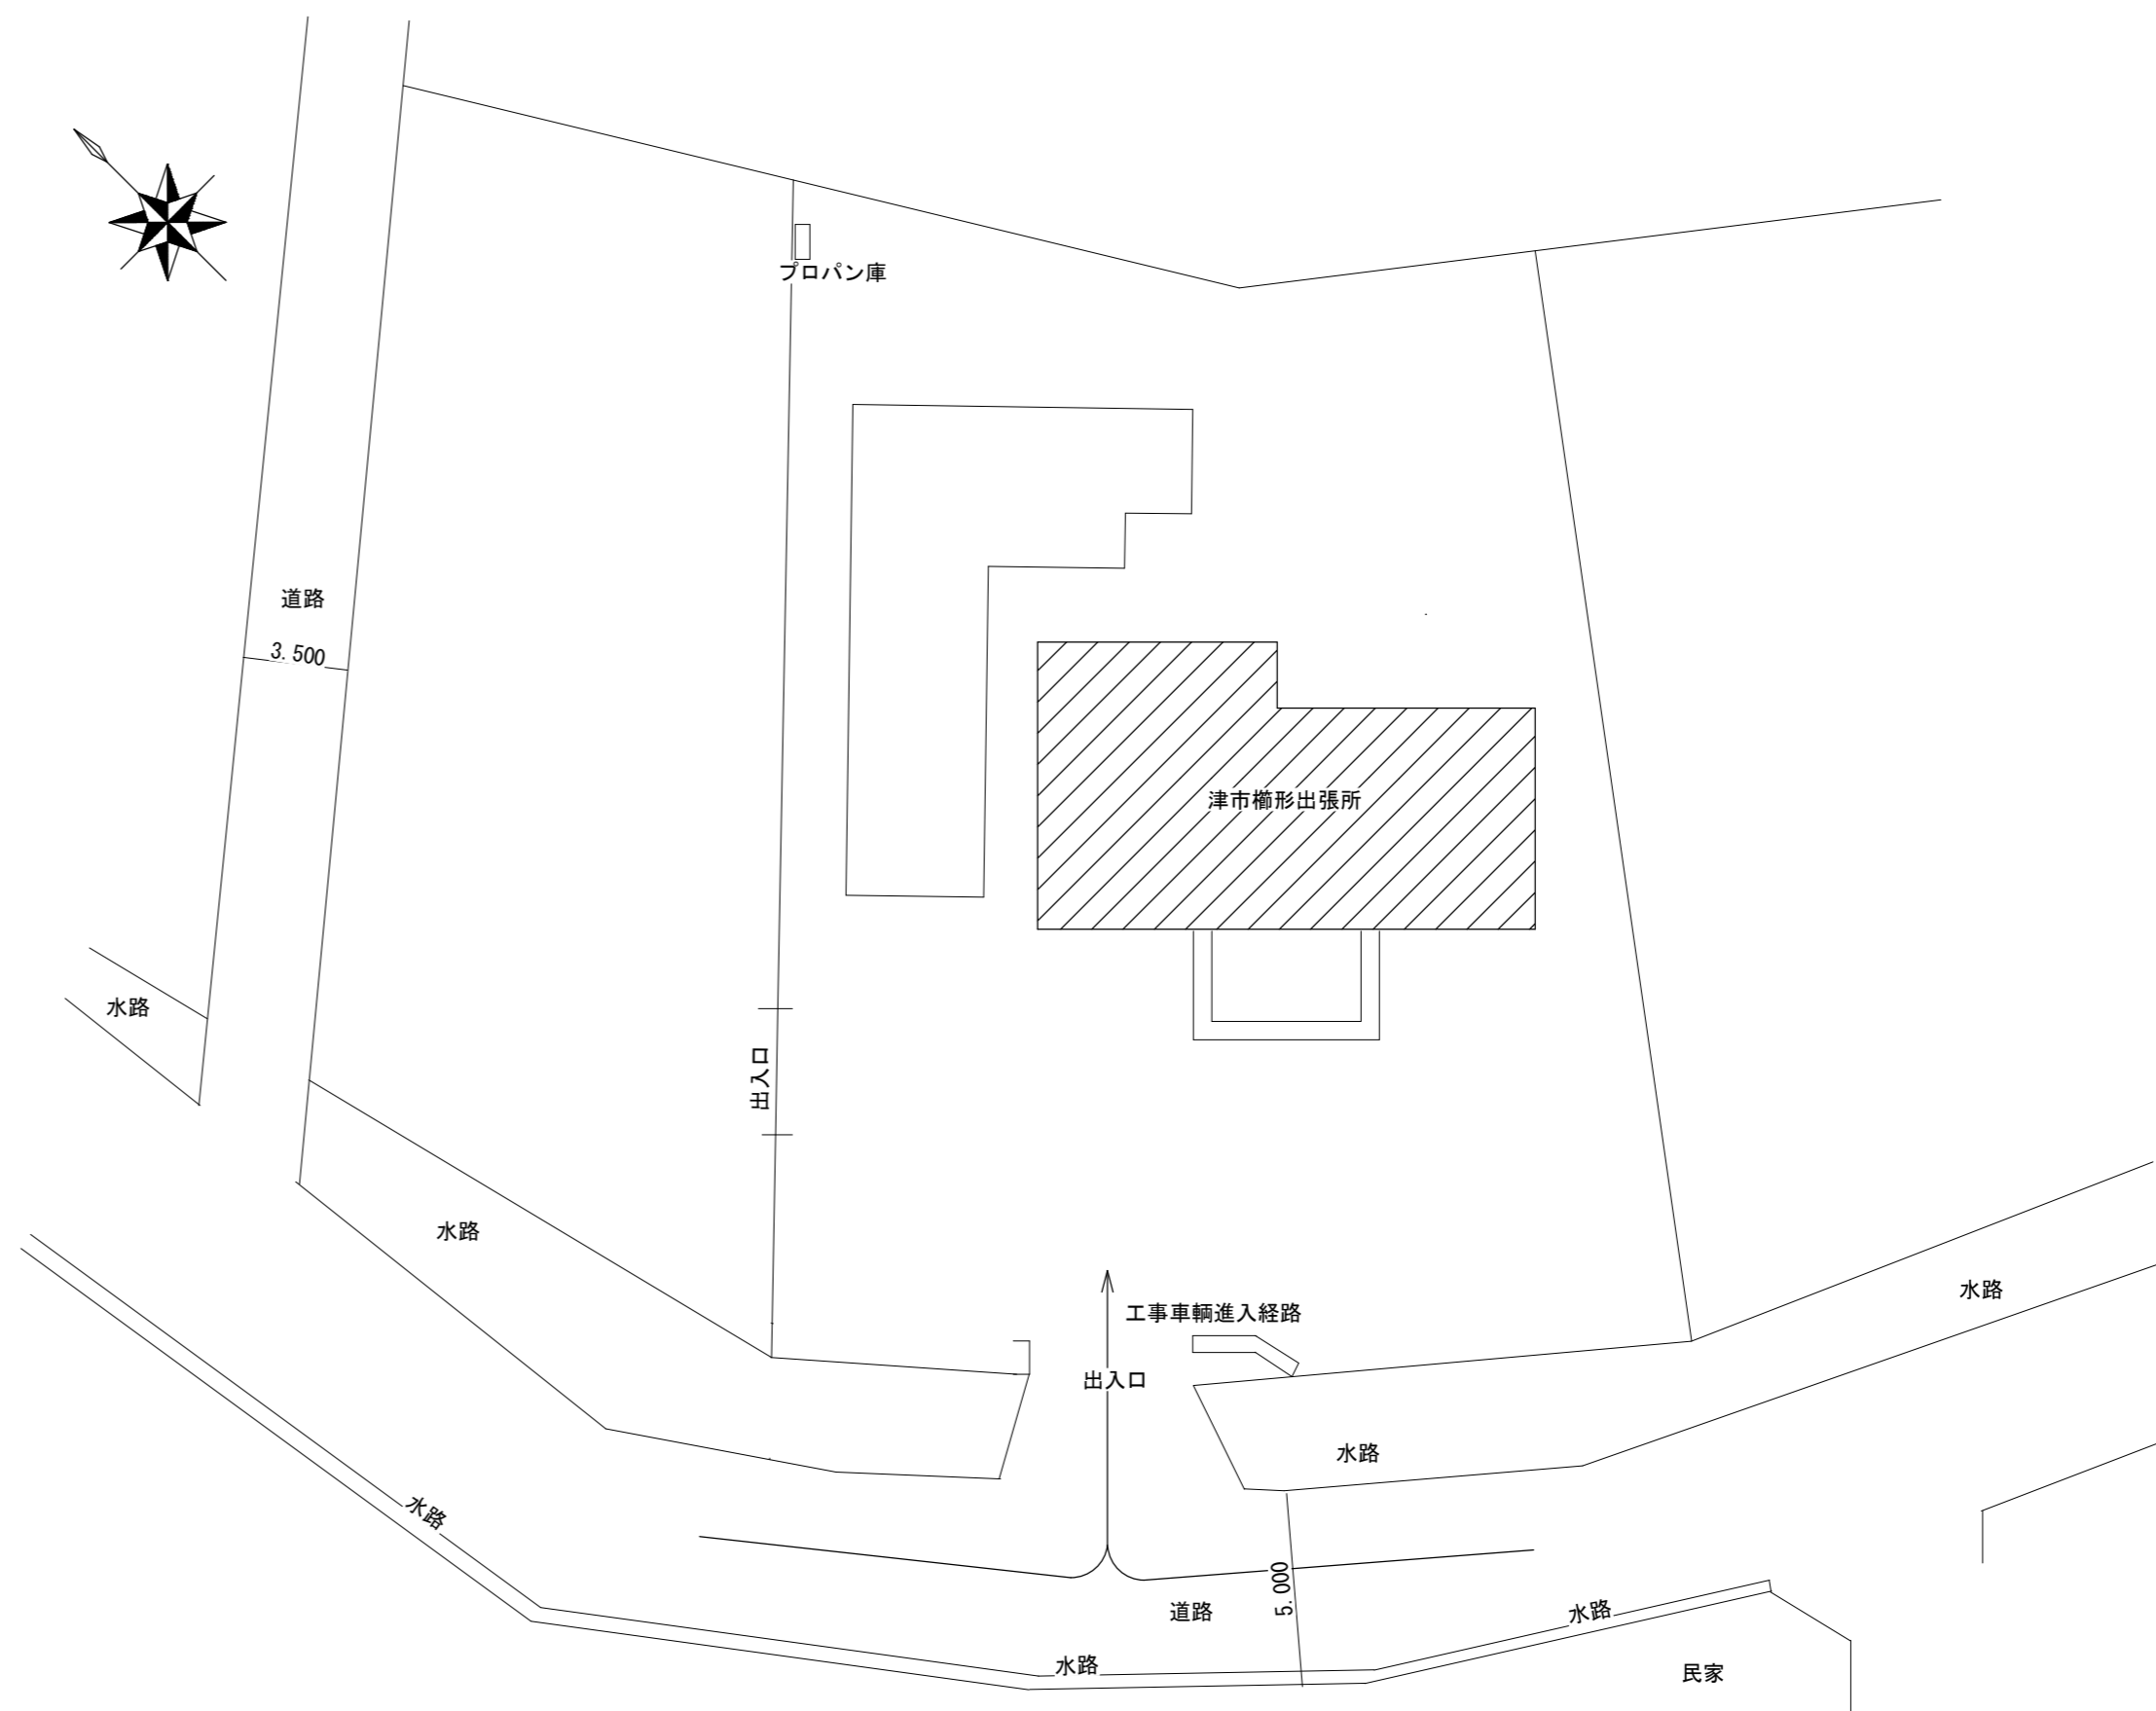 プロパン庫
道路
3.500
津市櫛形出張所
水路
出入口
水路
水路
工事車輌進入経路
出入口
水路
水路
5.000
道路
水路
水路
民家